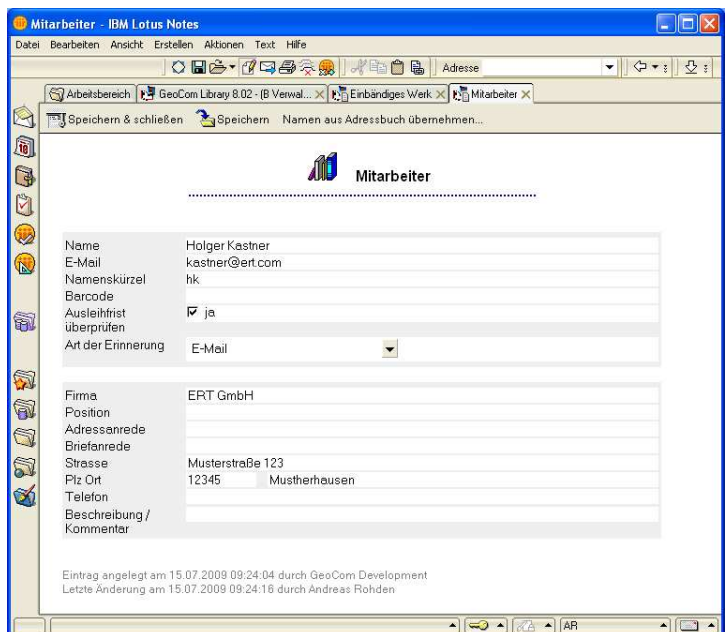 Mitarbeiter - IBM Lotus Notes
Datei Bearbeiten Ansicht Erstellen Aktionen Text Hilfe
Adresse
Arbeitsbereich GeoCom Library 8.02 - (B Verwal... Einbändiges Werk Mitarbeiter
Speichern & schließen Speichern Namen aus Adressbuch übernehmen...
Mitarbeiter
Name Holger Kastner
E-Mail kastner@ert.com
Namenskürzel hk
Barcode
Ausleihfrist überprüfen ja
Art der Erinnerung E-Mail
Firma ERT GmbH
Position
Adressanrede
Briefanrede
Strasse Musterstraße 123
Plz Ort 12345 Mustherhausen
Telefon
Beschreibung /
Kommentar
Eintrag angelegt am 15.07.2009 09:24:04 durch GeoCom Development
Letzte Änderung am 15.07.2009 09:24:16 durch Andreas Rohden
AR